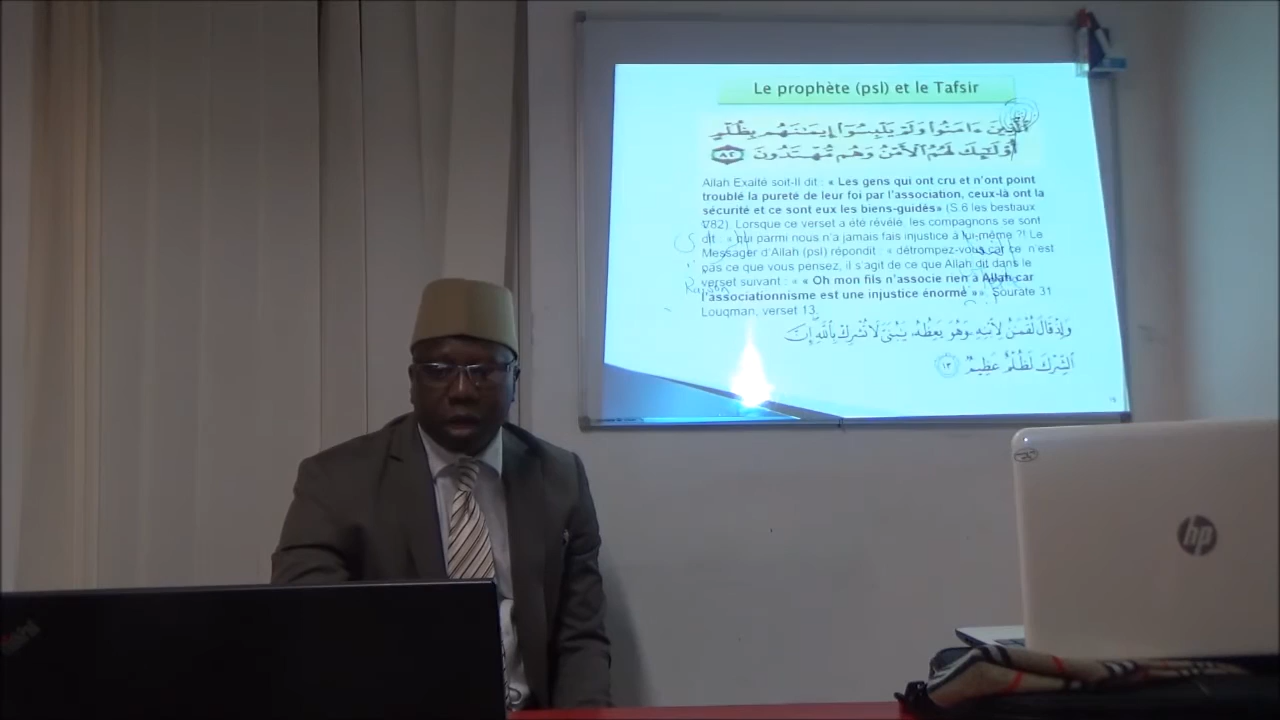 Le prophète (psl) et le Tafsir
ٱلَّذِينَ ءَامَنُوا۟ وَلَمْ يَلْبِسُوٓا۟ إِيمَـٰنَهُم بِظُلْمٍ
أُو۟لَـٰٓئِكَ لَهُمُ ٱلْأَمْنُ وَهُم مُّهْتَدُونَ ٨٢
Allah Exalté soit-Il dit : « Les gens qui ont cru et n'ont point
troublé la pureté de leur foi par l'association, ceux-là ont la
sécurité et ce sont eux les biens-guidés» (S.6 les bestiaux
V82). Lorsque ce verset a été révélé, les compagnons se sont
dit : « qui parmi nous n'a jamais fais injustice à lui-même ?! Le
Messager d'Allah (psl) répondit : « détrompez-vous car ce n'est
pas ce que vous pensez, il s'agit de ce que Allah dit dans le
verset suivant : « « Oh mon fils n'associe rien à Allah car
l'associationnisme est une injustice énorme » ». Sourate 31
Louqman, verset 13.
وَإِذْ قَالَ لُقْمَـٰنُ لِٱبْنِهِۦ وَهُوَ يَعِظُهُۥ يَـٰبُنَىَّ لَا تُشْرِكْ بِٱللَّهِ إِنَّ
ٱلشِّرْكَ لَظُلْمٌ عَظِيمٌ ١٣
hp